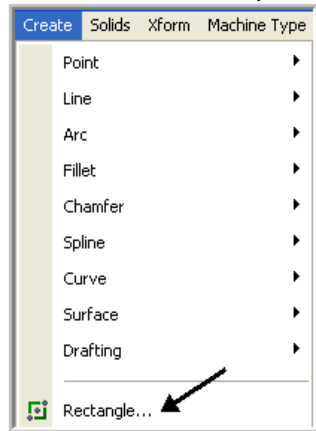 Create Solids Xform Machine Type
Point
Line
Arc
Fillet
Chamfer
Spline
Curve
Surface
Drafting
Rectangle...